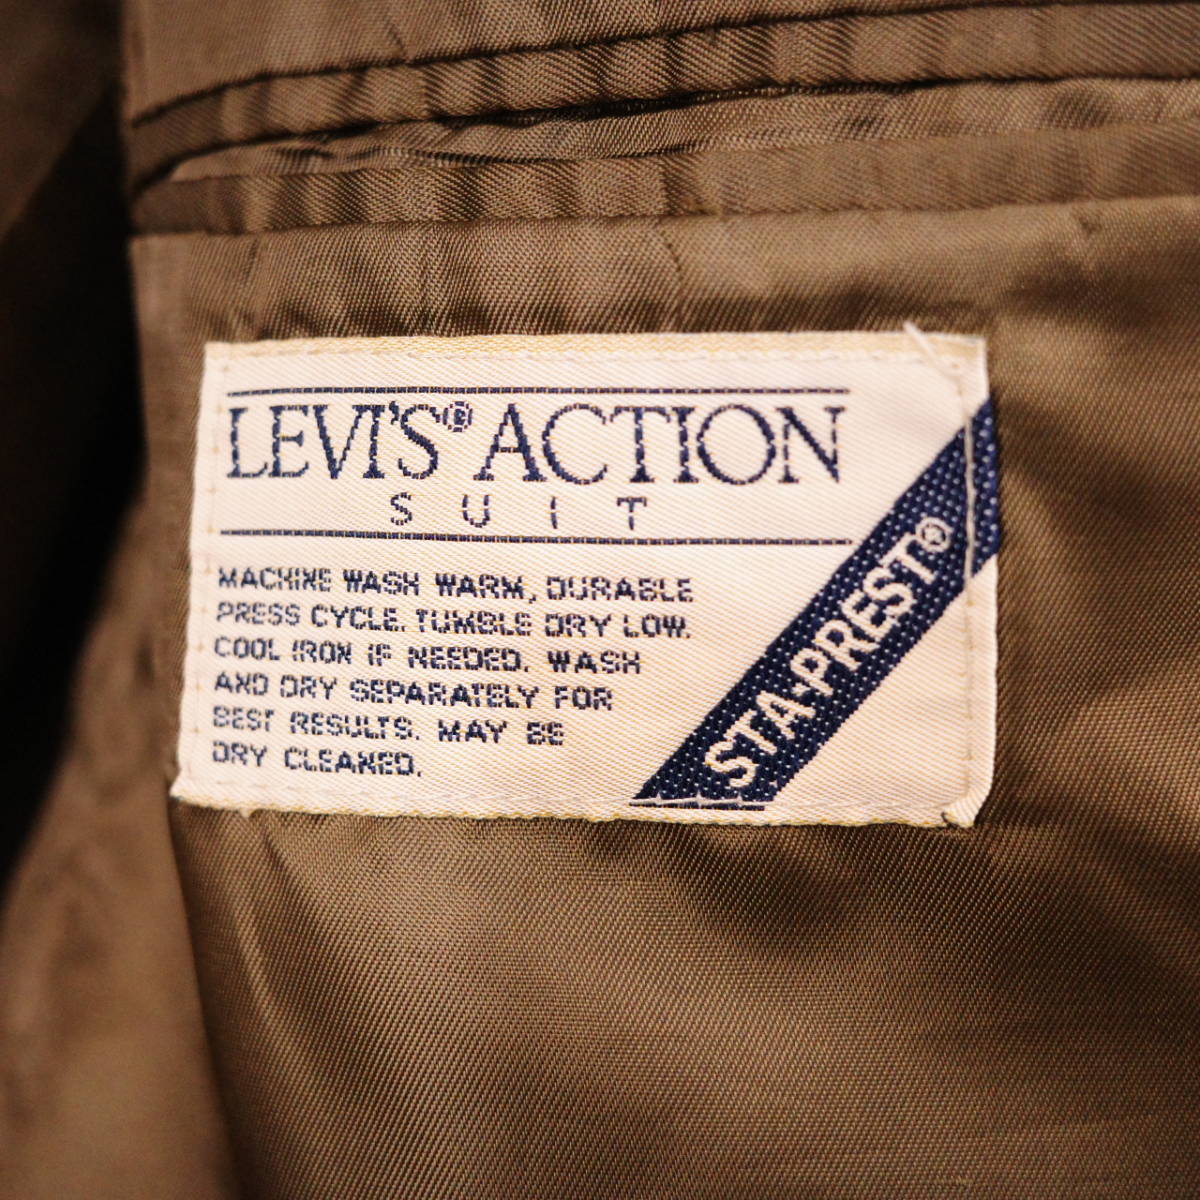 LEVI'S® ACTION
SUIT
MACHINE WASH WARM, DURABLE
PRESS CYCLE. TUMBLE DRY LOW.
COOL IRON IF NEEDED. WASH
AND DRY SEPARATELY FOR
BEST RESULTS. MAY BE
DRY CLEANED.
STA-PREST®